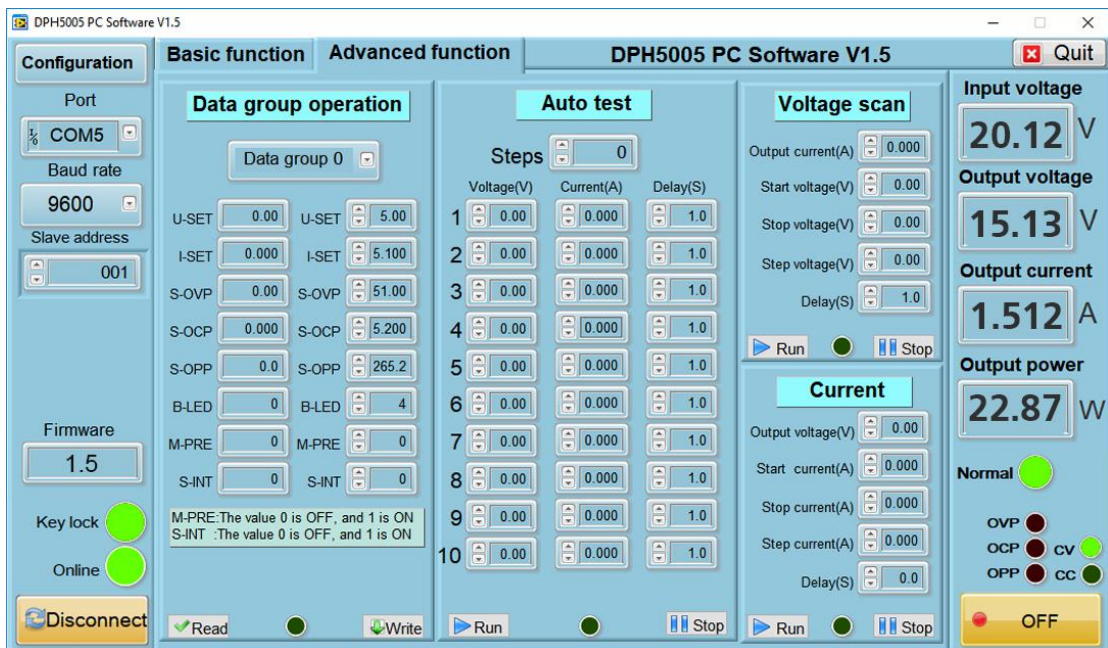 DPH5005 PC Software V1.5
Configuration
Port
COM5
Baud rate
9600
Slave address
001
Firmware
1.5
Key lock
Online
Disconnect
Basic function Advanced function DPH5005 PC Software V1.5 Quit
Data group operation
Data group 0
U-SET 0.00 U-SET 5.00
I-SET 0.000 I-SET 5.100
S-OVP 0.00 S-OVP 51.00
S-OCP 0.000 S-OCP 5.200
S-OPP 0.0 S-OPP 265.2
B-LED 0 B-LED 4
M-PRE 0 M-PRE 0
S-INT 0 S-INT 0
M-PRE:The value 0 is OFF, and 1 is ON
S-INT :The value 0 is OFF, and 1 is ON
Read Write
Auto test
Steps 0
Voltage(V) Current(A) Delay(S)
1 0.00 0.000 1.0
2 0.00 0.000 1.0
3 0.00 0.000 1.0
4 0.00 0.000 1.0
5 0.00 0.000 1.0
6 0.00 0.000 1.0
7 0.00 0.000 1.0
8 0.00 0.000 1.0
9 0.00 0.000 1.0
10 0.00 0.000 1.0
Run Stop
Voltage scan
Output current(A) 0.000
Start voltage(V) 0.00
Stop voltage(V) 0.00
Step voltage(V) 0.00
Delay(S) 1.0
Run Stop
Current
Output voltage(V) 0.00
Start current(A) 0.000
Stop current(A) 0.000
Step current(A) 0.000
Delay(S) 0.0
Run Stop
Input voltage
20.12 V
Output voltage
15.13 V
Output current
1.512 A
Output power
22.87 W
Normal
OVP
OCP CV
OPP CC
OFF